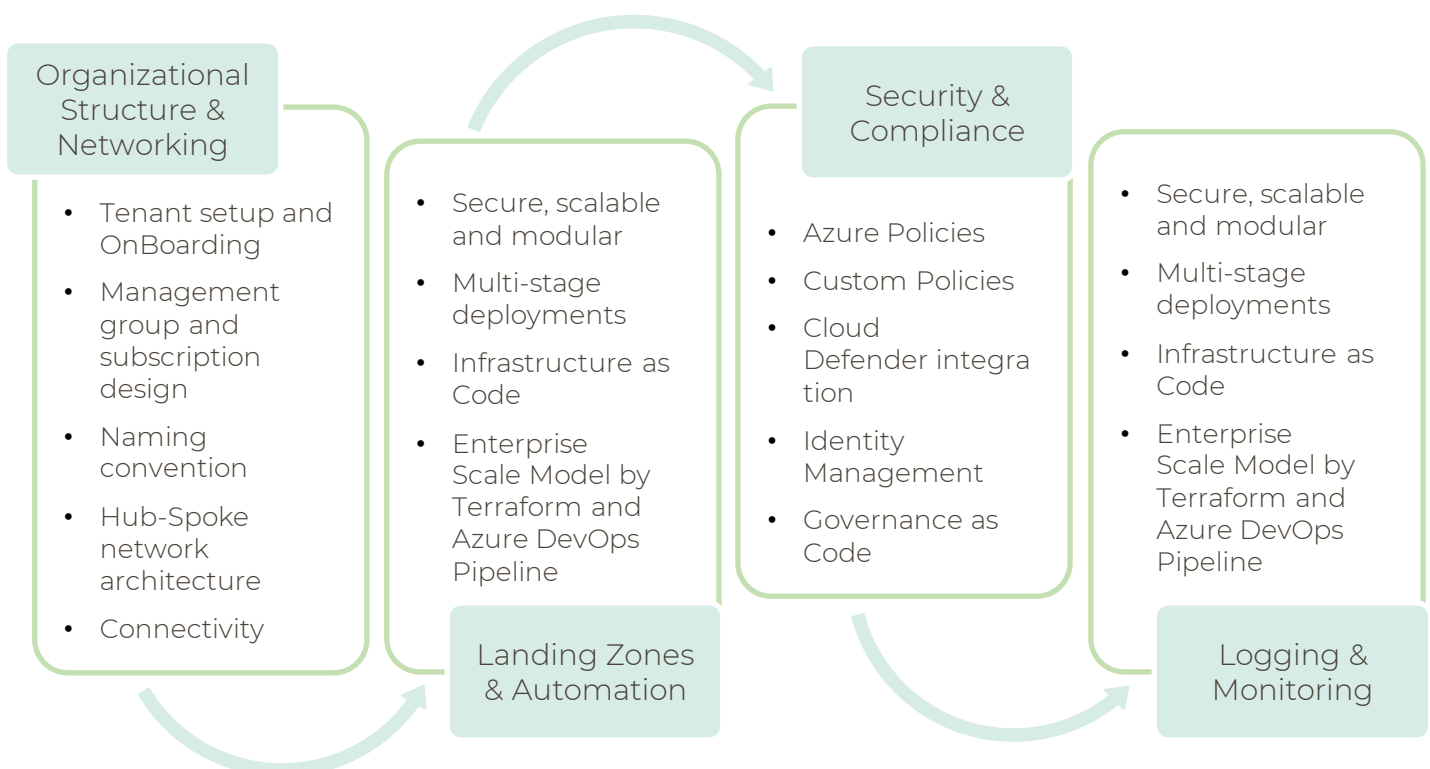 Organizational
Structure &
Networking
• Tenant setup and
OnBoarding
• Management
group and
subscription
design
• Naming
convention
• Hub-Spoke
network
architecture
• Connectivity
• Secure, scalable
and modular
• Multi-stage
deployments
• Infrastructure as
Code
• Enterprise
Scale Model by
Terraform and
Azure DevOps
Pipeline
Landing Zones
& Automation
Security &
Compliance
• Azure Policies
• Custom Policies
• Cloud
Defender integra
tion
• Identity
Management
• Governance as
Code
• Secure, scalable
and modular
• Multi-stage
deployments
• Infrastructure as
Code
• Enterprise
Scale Model by
Terraform and
Azure DevOps
Pipeline
Logging &
Monitoring